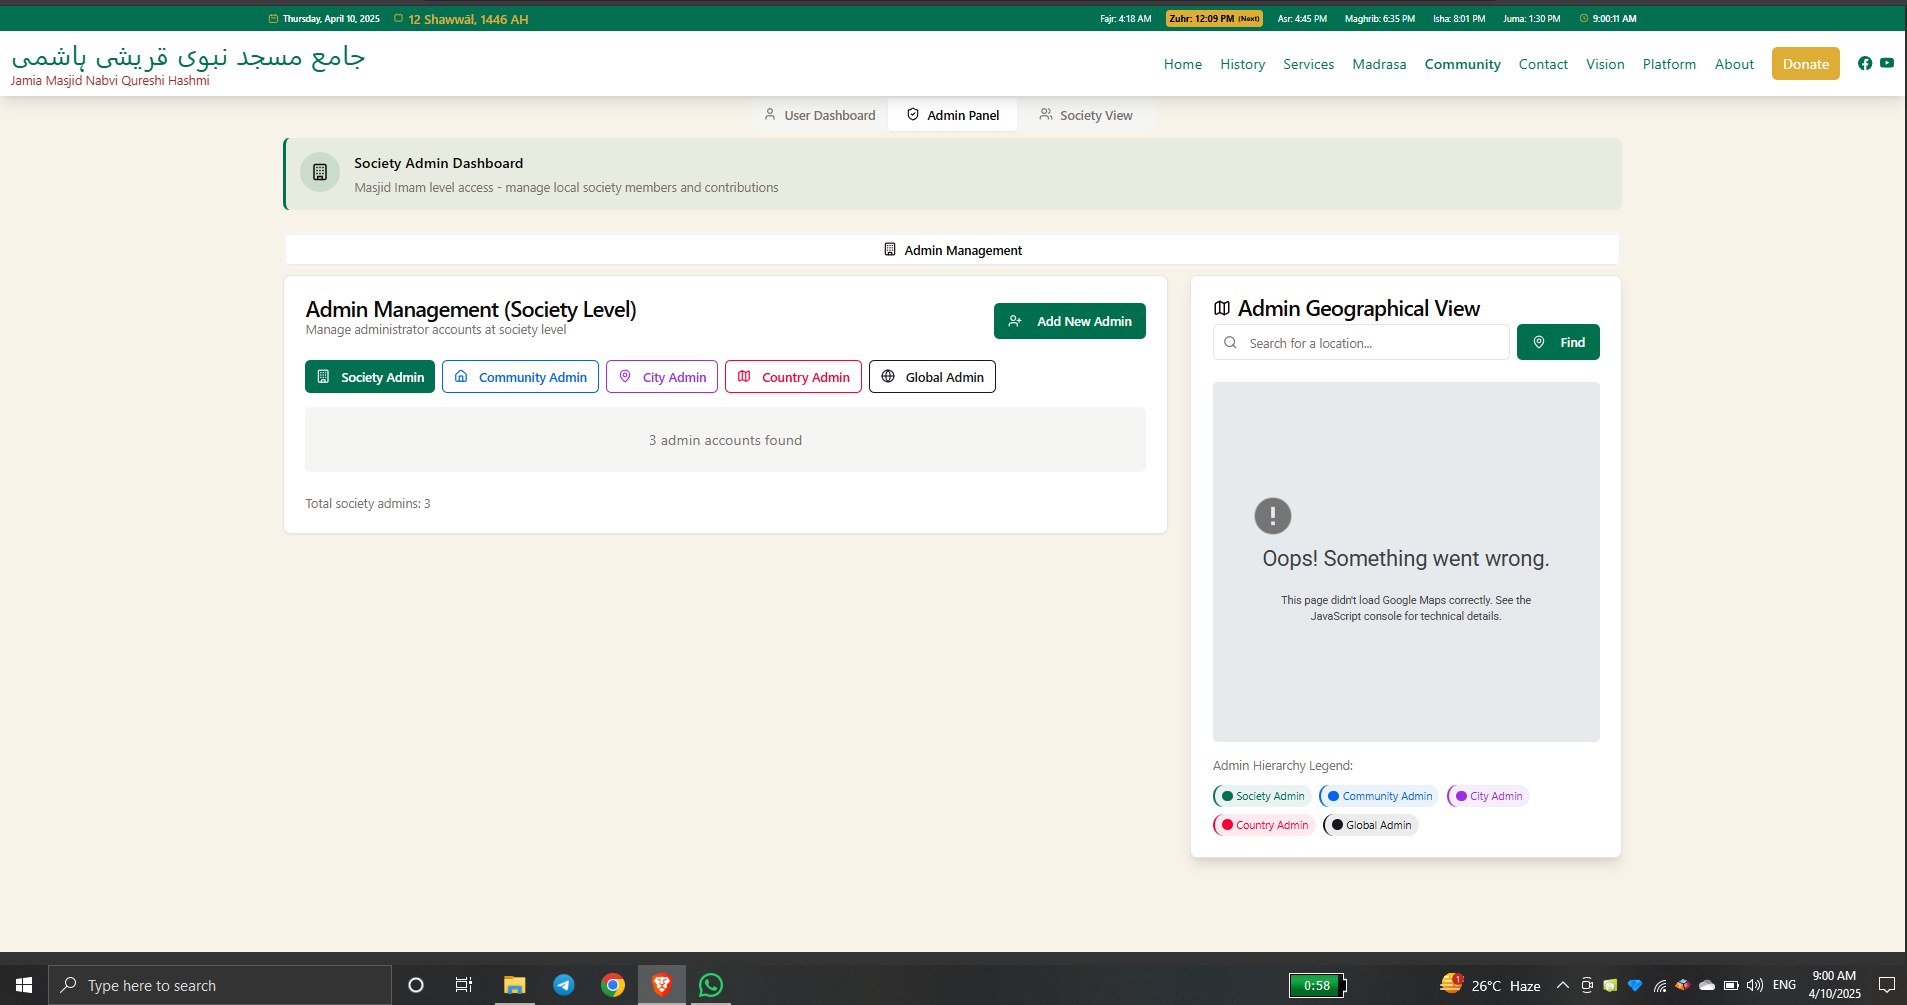 Thursday, April 10, 2025 12 Shawwāl, 1446 AH Fajr: 4:18 AM Zuhr: 12:09 PM (Next) Asr: 4:45 PM Maghrib: 6:35 PM Isha: 8:01 PM Juma: 1:30 PM 9:00:11 AM
جامع مسجد نبوی قریشی ہاشمی
Jamia Masjid Nabvi Qureshi Hashmi
Home History Services Madrasa Community Contact Vision Platform About Donate
User Dashboard Admin Panel Society View
Society Admin Dashboard
Masjid Imam level access - manage local society members and contributions
Admin Management
Admin Management (Society Level)
Manage administrator accounts at society level
Add New Admin
Society Admin Community Admin City Admin Country Admin Global Admin
3 admin accounts found
Total society admins: 3
Admin Geographical View
Search for a location...
Find
Oops! Something went wrong.
This page didn't load Google Maps correctly. See the
JavaScript console for technical details.
Admin Hierarchy Legend:
Society Admin Community Admin City Admin
Country Admin Global Admin
Type here to search
0:58
1
26°C Haze
ENG
9:00 AM
4/10/2025